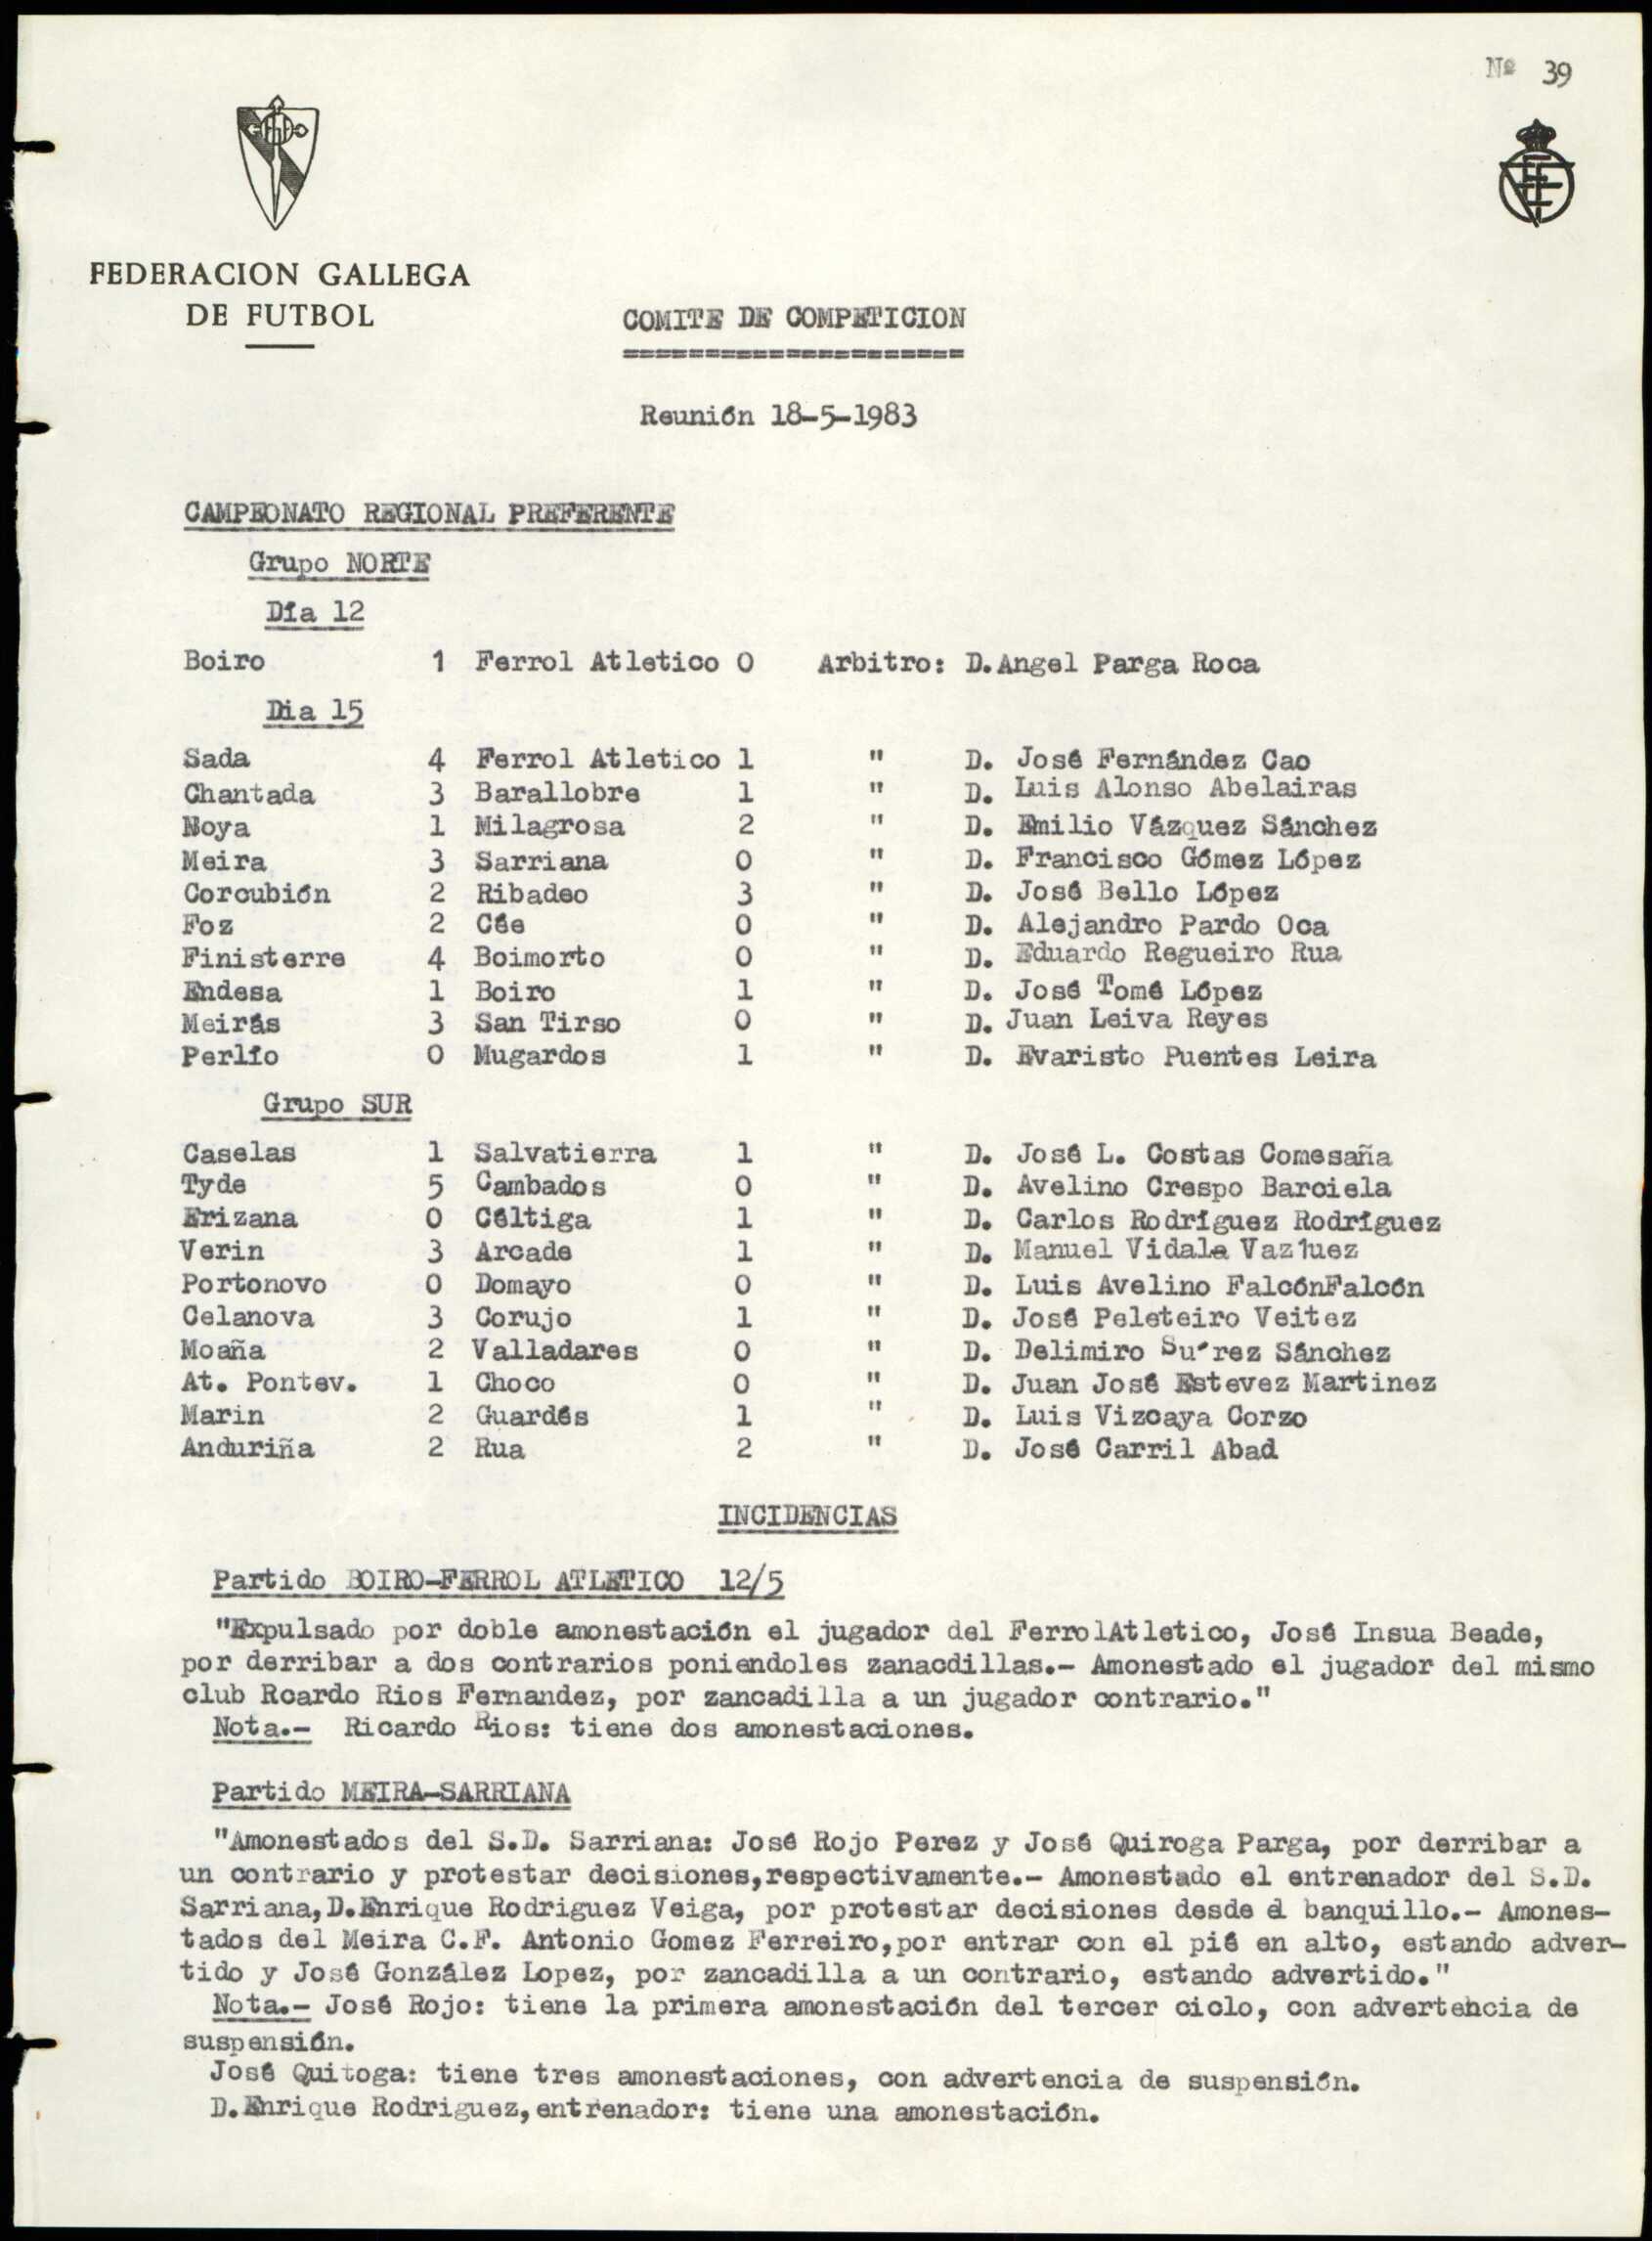 Nº 39
FEDERACION GALLEGA
DE FUTBOL
COMITE DE COMPETICION
=====================
Reunión 18-5-1983
CAMPEONATO REGIONAL PREFERENTE
Grupo NORTE
Día 12
Boiro 1 Ferrol Atletico 0 Arbitro: D.Angel Parga Roca
Dia 15
Sada 4 Ferrol Atletico 1 " D. José Fernández Cao
Chantada 3 Barallobre 1 " D. Luis Alonso Abelairas
Noya 1 Milagrosa 2 " D. Emilio Vázquez Sánchez
Meira 3 Sarriana 0 " D. Francisco Gómez López
Corcubión 2 Ribadeo 3 " D. José Bello López
Foz 2 Cée 0 " D. Alejandro Pardo Oca
Finisterre 4 Boimorto 0 " D. Eduardo Regueiro Rua
Endesa 1 Boiro 1 " D. José Tomé López
Meirás 3 San Tirso 0 " D. Juan Leiva Reyes
Perlío 0 Mugardos 1 " D. Evaristo Puentes Leira
Grupo SUR
Caselas 1 Salvatierra 1 " D. José L. Costas Comesaña
Tyde 5 Cambados 0 " D. Avelino Crespo Barciela
Erizana 0 Céltiga 1 " D. Carlos Rodríguez Rodríguez
Verin 3 Arcade 1 " D. Manuel Vidala Vaz1uez
Portonovo 0 Domayo 0 " D. Luis Avelino FalcónFalcón
Celanova 3 Corujo 1 " D. José Peleteiro Veitez
Moaña 2 Valladares 0 " D. Delimiro Su´rez Sánchez
At. Pontev. 1 Choco 0 " D. Juan José Estevez Martinez
Marin 2 Guardés 1 " D. Luis Vizcaya Corzo
Anduriña 2 Rua 2 " D. José Carril Abad
INCIDENCIAS
Partido BOIRO-FERROL ATLETICO 12/5
"Expulsado por doble amonestación el jugador del FerrolAtletico, José Insua Beade,
por derribar a dos contrarios poniendoles zanacdillas.- Amonestado el jugador del mismo
club Rcardo Rios Fernandez, por zancadilla a un jugador contrario."
Nota.- Ricardo Rios: tiene dos amonestaciones.
Partido MEIRA-SARRIANA
"Amonestados del S.D. Sarriana: José Rojo Perez y José Quiroga Parga, por derribar a
un contrario y protestar decisiones,respectivamente.- Amonestado el entrenador del S.D.
Sarriana,D.Enrique Rodriguez Veiga, por protestar decisiones desde el banquillo.- Amones-
tados del Meira C.F. Antonio Gomez Ferreiro,por entrar con el pié en alto, estando adver-
tido y José González Lopez, por zancadilla a un contrario, estando advertido."
Nota.- José Rojo: tiene la primera amonestación del tercer ciclo, con advertencia de
suspensión.
José Quitoga: tiene tres amonestaciones, con advertencia de suspensión.
D.Enrique Rodriguez,entrenador: tiene una amonestación.